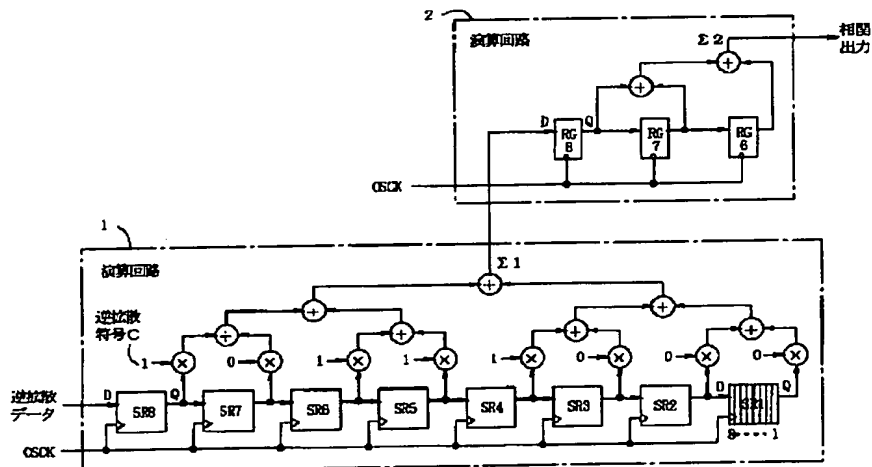 2
演算回路
Σ2
相関
出力
D
Q
RG
8
RG
7
RG
6
OSCK
1
演算回路
Σ1
逆拡散
符号C
1
0
1
1
1
0
0
0
逆拡散
データ
D
Q
SR8
SR7
SR6
SR5
SR4
SR3
SR2
D
SR1
Q
8
1
OSCK